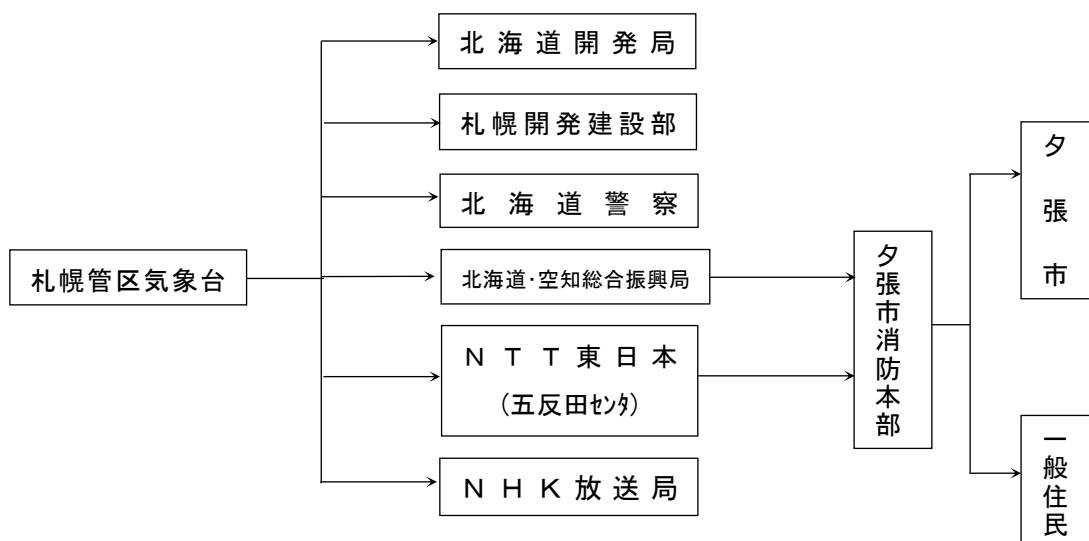 札幌管区気象台
北海道開発局
札幌開発建設部
北海道警察
北海道・空知総合振興局
ＮＴＴ東日本
（五反田ｾﾝﾀ）
ＮＨＫ放送局
夕張市消防本部
夕張市
一般住民